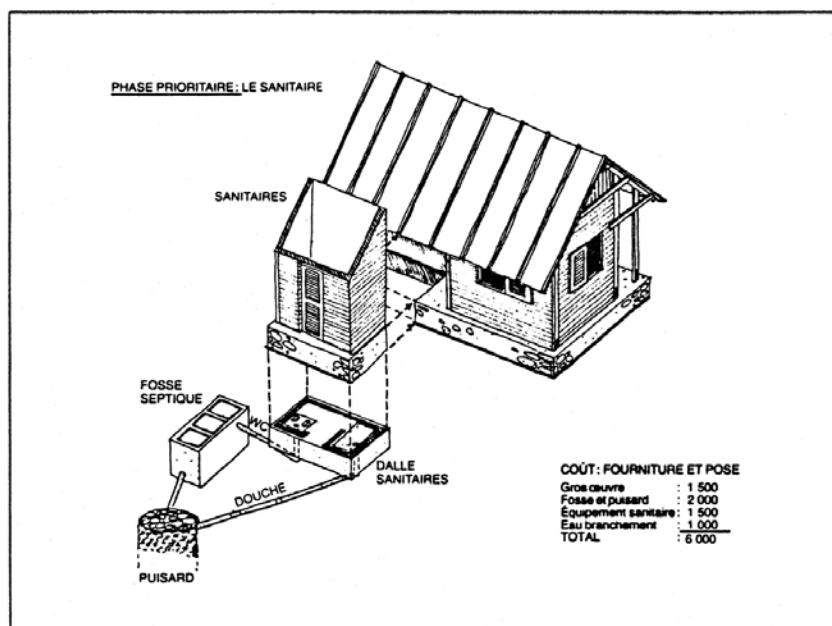 PHASE PRIORITAIRE: LE SANITAIRE
SANITAIRES
FOSSE
SEPTIQUE
WC
DALLE
SANITAIRES
DOUCHE
PUISARD
COÛT: FOURNITURE ET POSE
Gros œuvre : 1 500
Fosse et puisard : 2 000
Équipement sanitaire : 1 500
Eau branchement : 1 000
TOTAL : 6 000